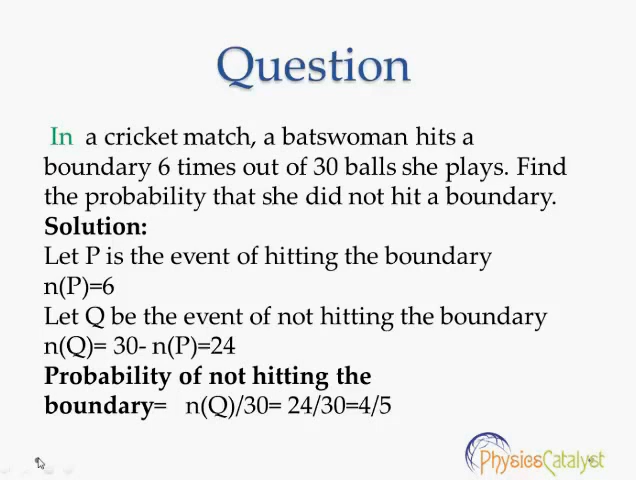 Question
In a cricket match, a batswoman hits a
boundary 6 times out of 30 balls she plays. Find
the probability that she did not hit a boundary.
Solution:
Let P is the event of hitting the boundary
n(P)=6
Let Q be the event of not hitting the boundary
n(Q)= 30- n(P)=24
Probability of not hitting the
boundary= n(Q)/30= 24/30=4/5
PhysicsCatalyst